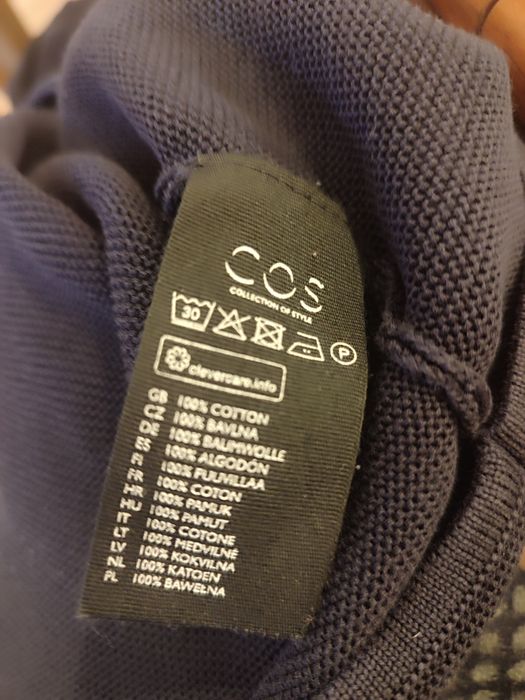 COS
COLLECTION OF STYLE
30 P
clevercare.info
GB 100% COTTON
CZ 100% BAVLNA
DE 100% BAUMWOLLE
ES 100% ALGODÓN
FI 100% PUUVILLAA
FR 100% COTON
HR 100% PAMUK
HU 100% PAMUT
IT 100% COTONE
LT 100% MEDVILNĖ
LV 100% KOKVILNA
NL 100% KATOEN
PL 100% BAWEŁNA